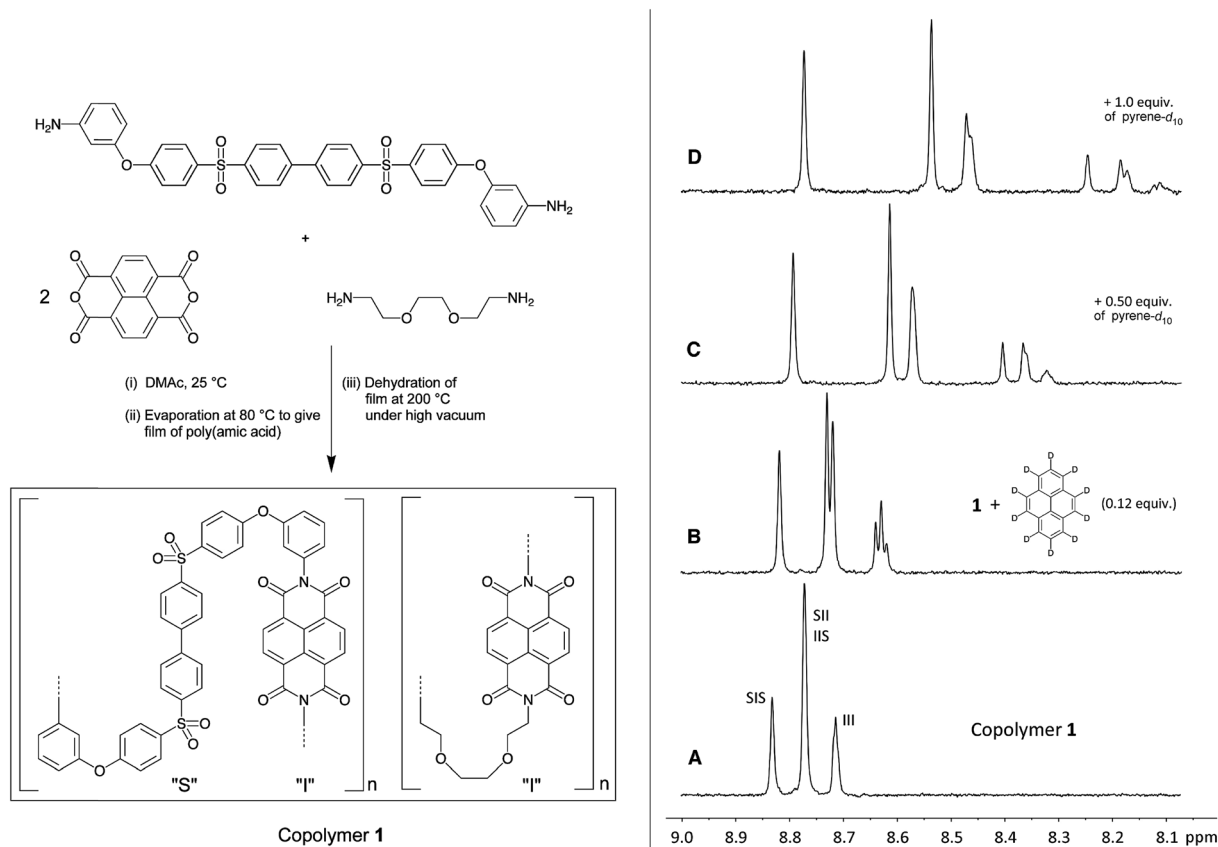 H₂N
O
O
S
O
O
S
O
O
NH₂
+
2
O
O
O
O
O
O
H₂N
O
O
NH₂
(i) DMAc, 25 °C
(ii) Evaporation at 80 °C to give
film of poly(amic acid)
(iii) Dehydration of
film at 200 °C
under high vacuum
O
O
S
O
O
N
O
O
O
N
O
O
S
O
O
"S"
"I"
n
N
O
O
O
N
O
O
O
"I"
n
Copolymer 1
D
+ 1.0 equiv.
of pyrene-d₁₀
C
+ 0.50 equiv.
of pyrene-d₁₀
B
1 +
D
D
D
D
D
D
D
D
D
D
(0.12 equiv.)
A
SIS
SII
IIS
III
Copolymer 1
9.0 8.9 8.8 8.7 8.6 8.5 8.4 8.3 8.2 8.1 ppm